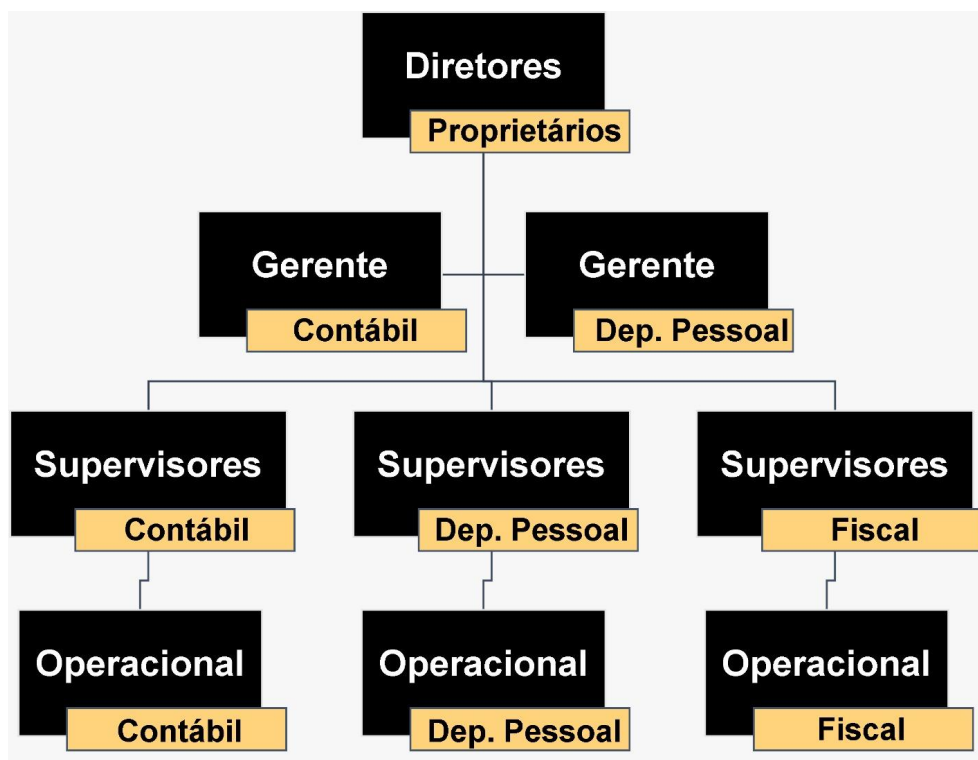 Diretores
Proprietários
Gerente
Contábil
Gerente
Dep. Pessoal
Supervisores
Contábil
Supervisores
Dep. Pessoal
Supervisores
Fiscal
Operacional
Contábil
Operacional
Dep. Pessoal
Operacional
Fiscal